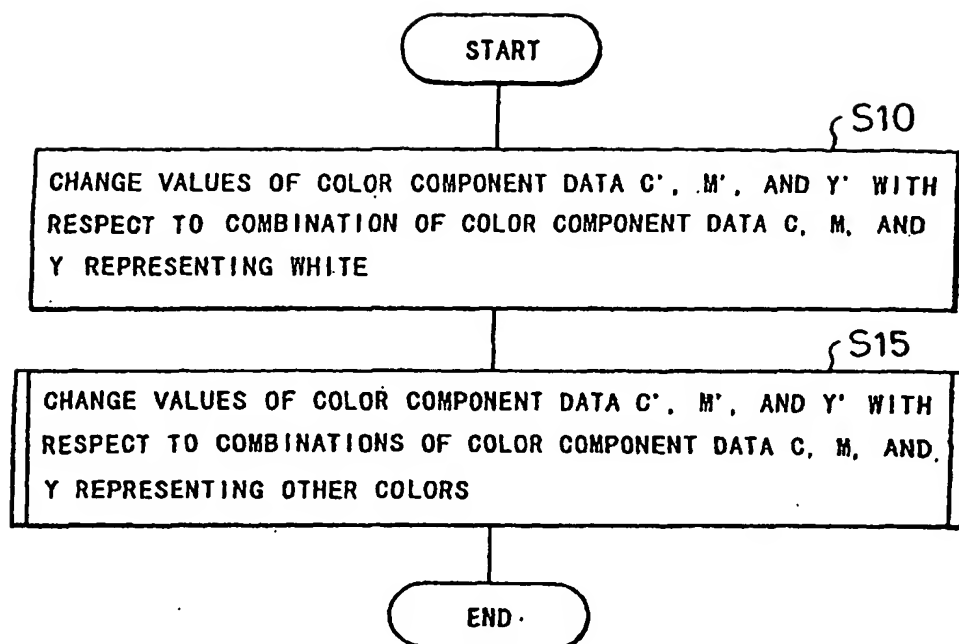 START
S10
CHANGE VALUES OF COLOR COMPONENT DATA C', M', AND Y' WITH
RESPECT TO COMBINATION OF COLOR COMPONENT DATA C, M, AND
Y REPRESENTING WHITE
S15
CHANGE VALUES OF COLOR COMPONENT DATA C', M', AND Y' WITH
RESPECT TO COMBINATIONS OF COLOR COMPONENT DATA C, M, AND
Y REPRESENTING OTHER COLORS
END